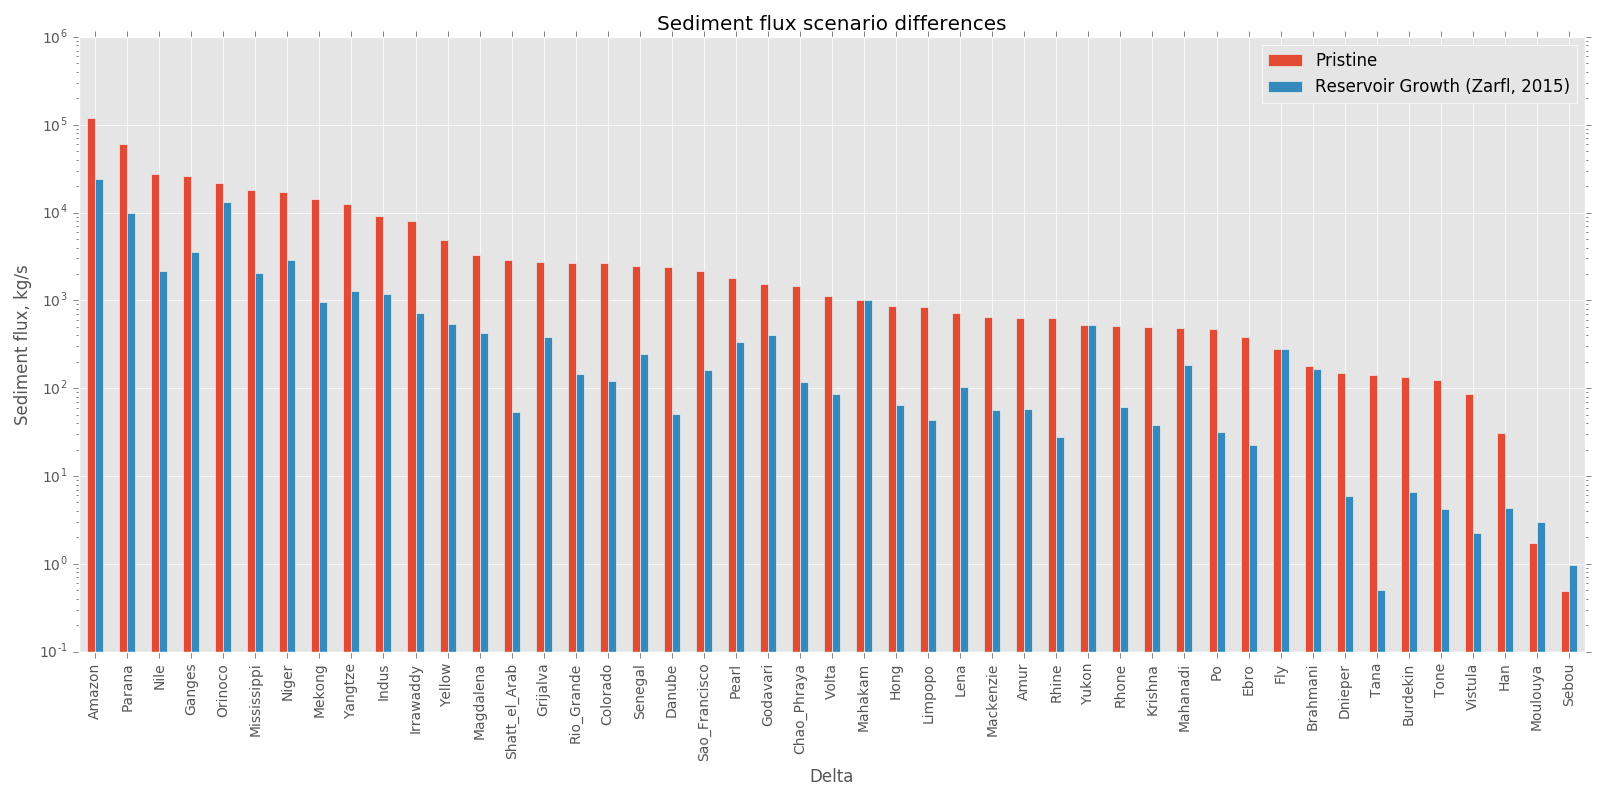 Sediment flux scenario differences
Pristine
Reservoir Growth (Zarfl, 2015)
Sediment flux, kg/s
10^6
10^5
10^4
10^3
10^2
10^1
10^0
10^-1
Amazon
Parana
Nile
Ganges
Orinoco
Mississippi
Niger
Mekong
Yangtze
Indus
Irrawaddy
Yellow
Magdalena
Shatt_el_Arab
Grijalva
Rio_Grande
Colorado
Senegal
Danube
Sao_Francisco
Pearl
Godavari
Chao_Phraya
Volta
Mahakam
Hong
Limpopo
Lena
Mackenzie
Amur
Rhine
Yukon
Rhone
Krishna
Mahanadi
Po
Ebro
Fly
Brahmani
Dnieper
Tana
Burdekin
Tone
Vistula
Han
Moulouya
Sebou
Delta